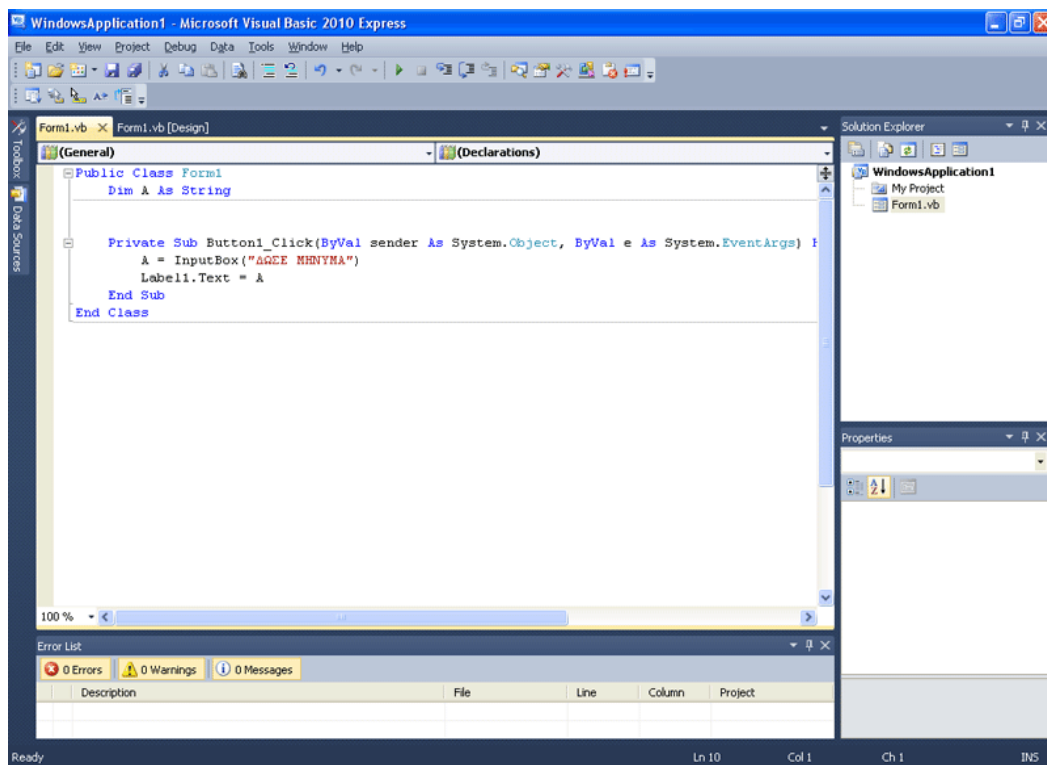 WindowsApplication1 - Microsoft Visual Basic 2010 Express
File Edit View Project Debug Data Tools Window Help
Form1.vb Form1.vb [Design]
(General) (Declarations)
Public Class Form1
Dim A As String
Private Sub Button1_Click(ByVal sender As System.Object, ByVal e As System.EventArgs) H
A = InputBox("ΔΩΣΕ ΜΗΝΥΜΑ")
Label1.Text = A
End Sub
End Class
100 %
Toolbox
Data Sources
Solution Explorer
WindowsApplication1
My Project
Form1.vb
Properties
Error List
0 Errors 0 Warnings 0 Messages
Description File Line Column Project
Ready Ln 10 Col 1 Ch 1 INS